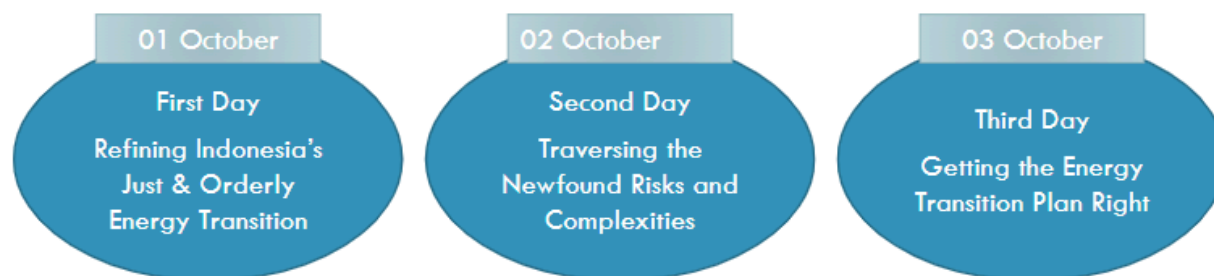 01 October
First Day
Refining Indonesia's
Just & Orderly
Energy Transition
02 October
Second Day
Traversing the
Newfound Risks and
Complexities
03 October
Third Day
Getting the Energy
Transition Plan Right